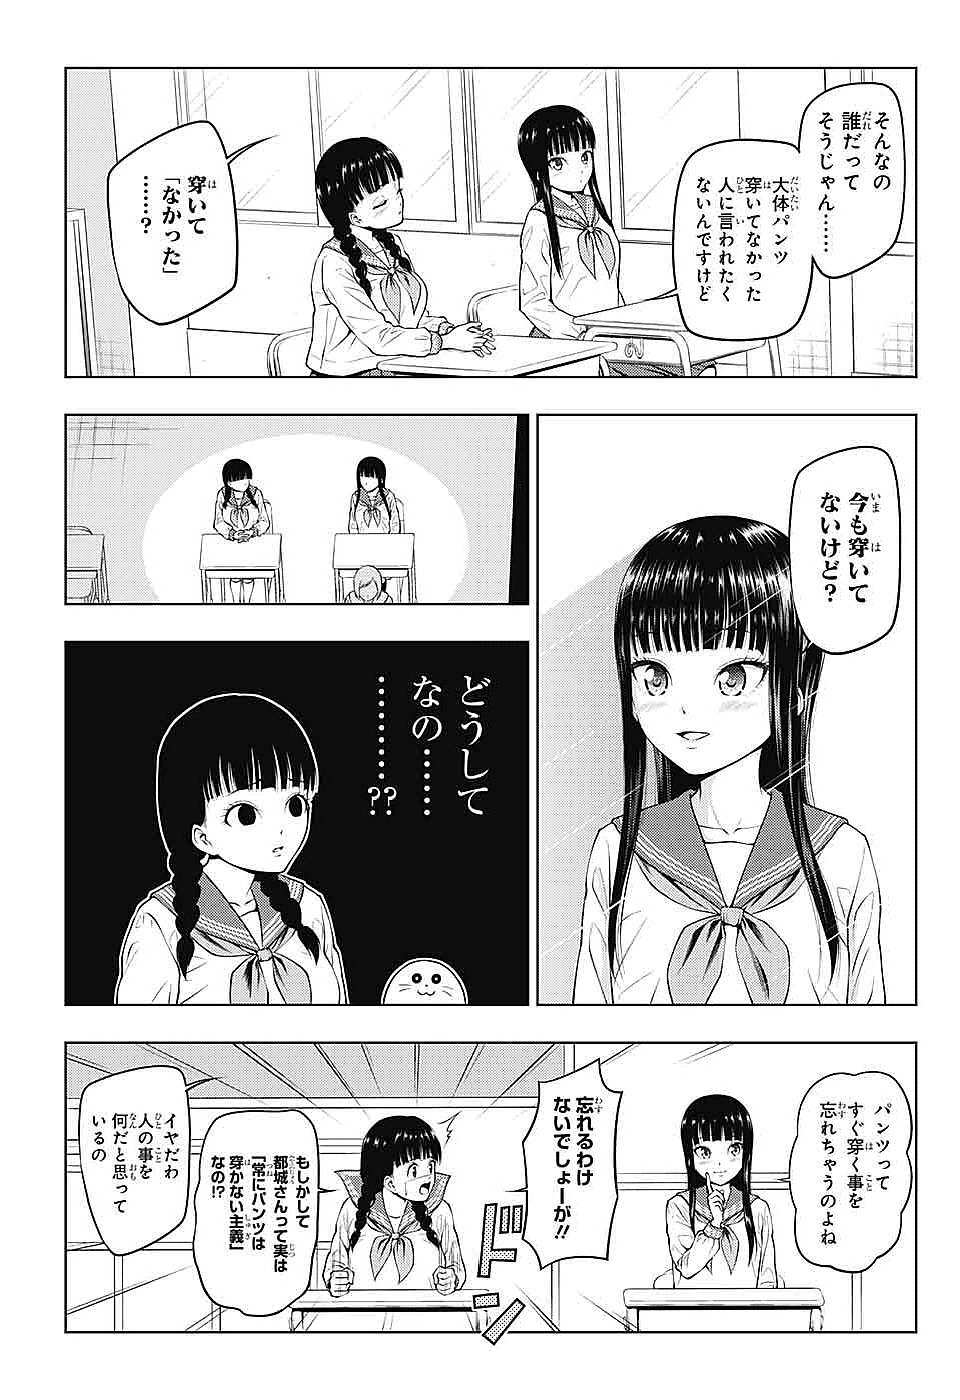 そんなの
誰だって
そうじゃん……
大体パンツ
穿いてなかった
人に言われたく
ないんですけど
穿いて
「なかった」
……？
今も穿いて
ないけど？
どうして
なの……
…………??
パンツって
すぐ穿く事を
忘れちゃうのよね
忘れるわけ
ないでしょーが!!
ドン
もしかして
都城さんって実は
「常にパンツは
穿かない主義」
なの!?
イヤだわ
人の事を
何だと思って
いるの